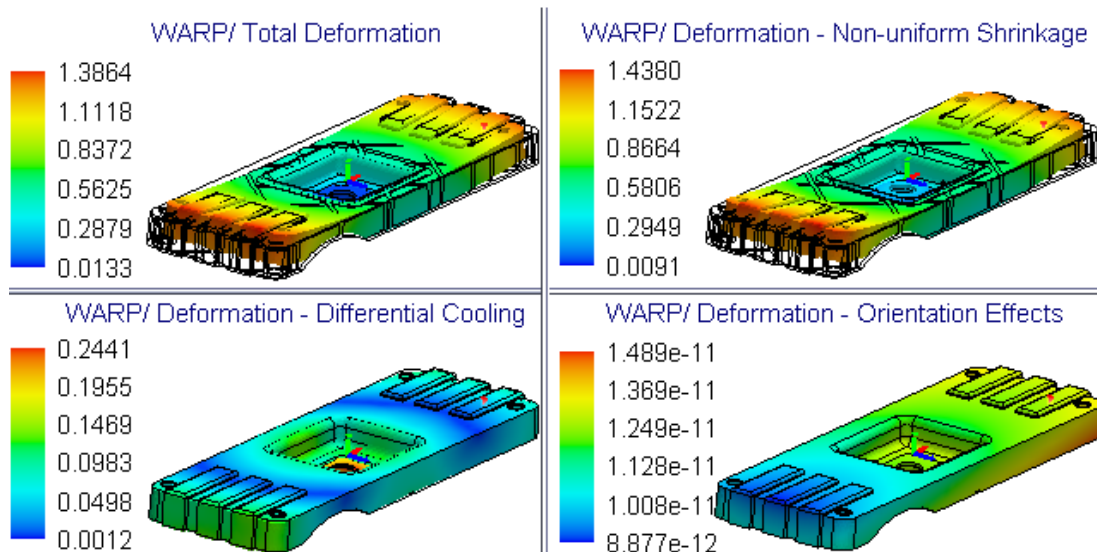 WARP/ Total Deformation
1.3864
1.1118
0.8372
0.5625
0.2879
0.0133
WARP/ Deformation - Non-uniform Shrinkage
1.4380
1.1522
0.8664
0.5806
0.2949
0.0091
WARP/ Deformation - Differential Cooling
0.2441
0.1955
0.1469
0.0983
0.0498
0.0012
WARP/ Deformation - Orientation Effects
1.489e-11
1.369e-11
1.249e-11
1.128e-11
1.008e-11
8.877e-12